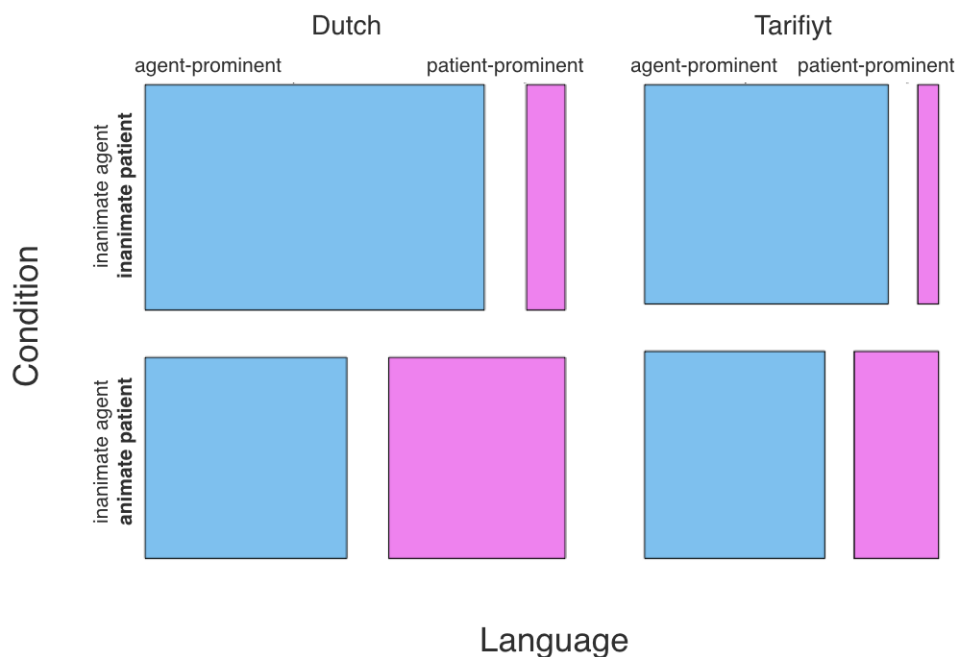 Dutch
Tarifiyt
agent-prominent
patient-prominent
agent-prominent
patient-prominent
Condition
inanimate agent
inanimate patient
inanimate agent
animate patient
Language